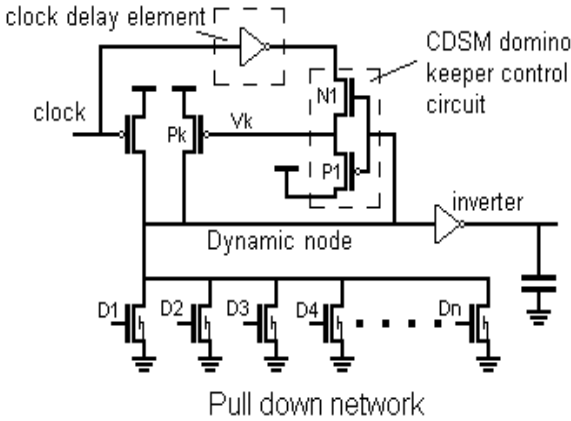 clock delay element
CDSM domino
keeper control
circuit
N1
clock
Pk
Vk
P1
inverter
Dynamic node
D1
D2
D3
D4
Dn
Pull down network